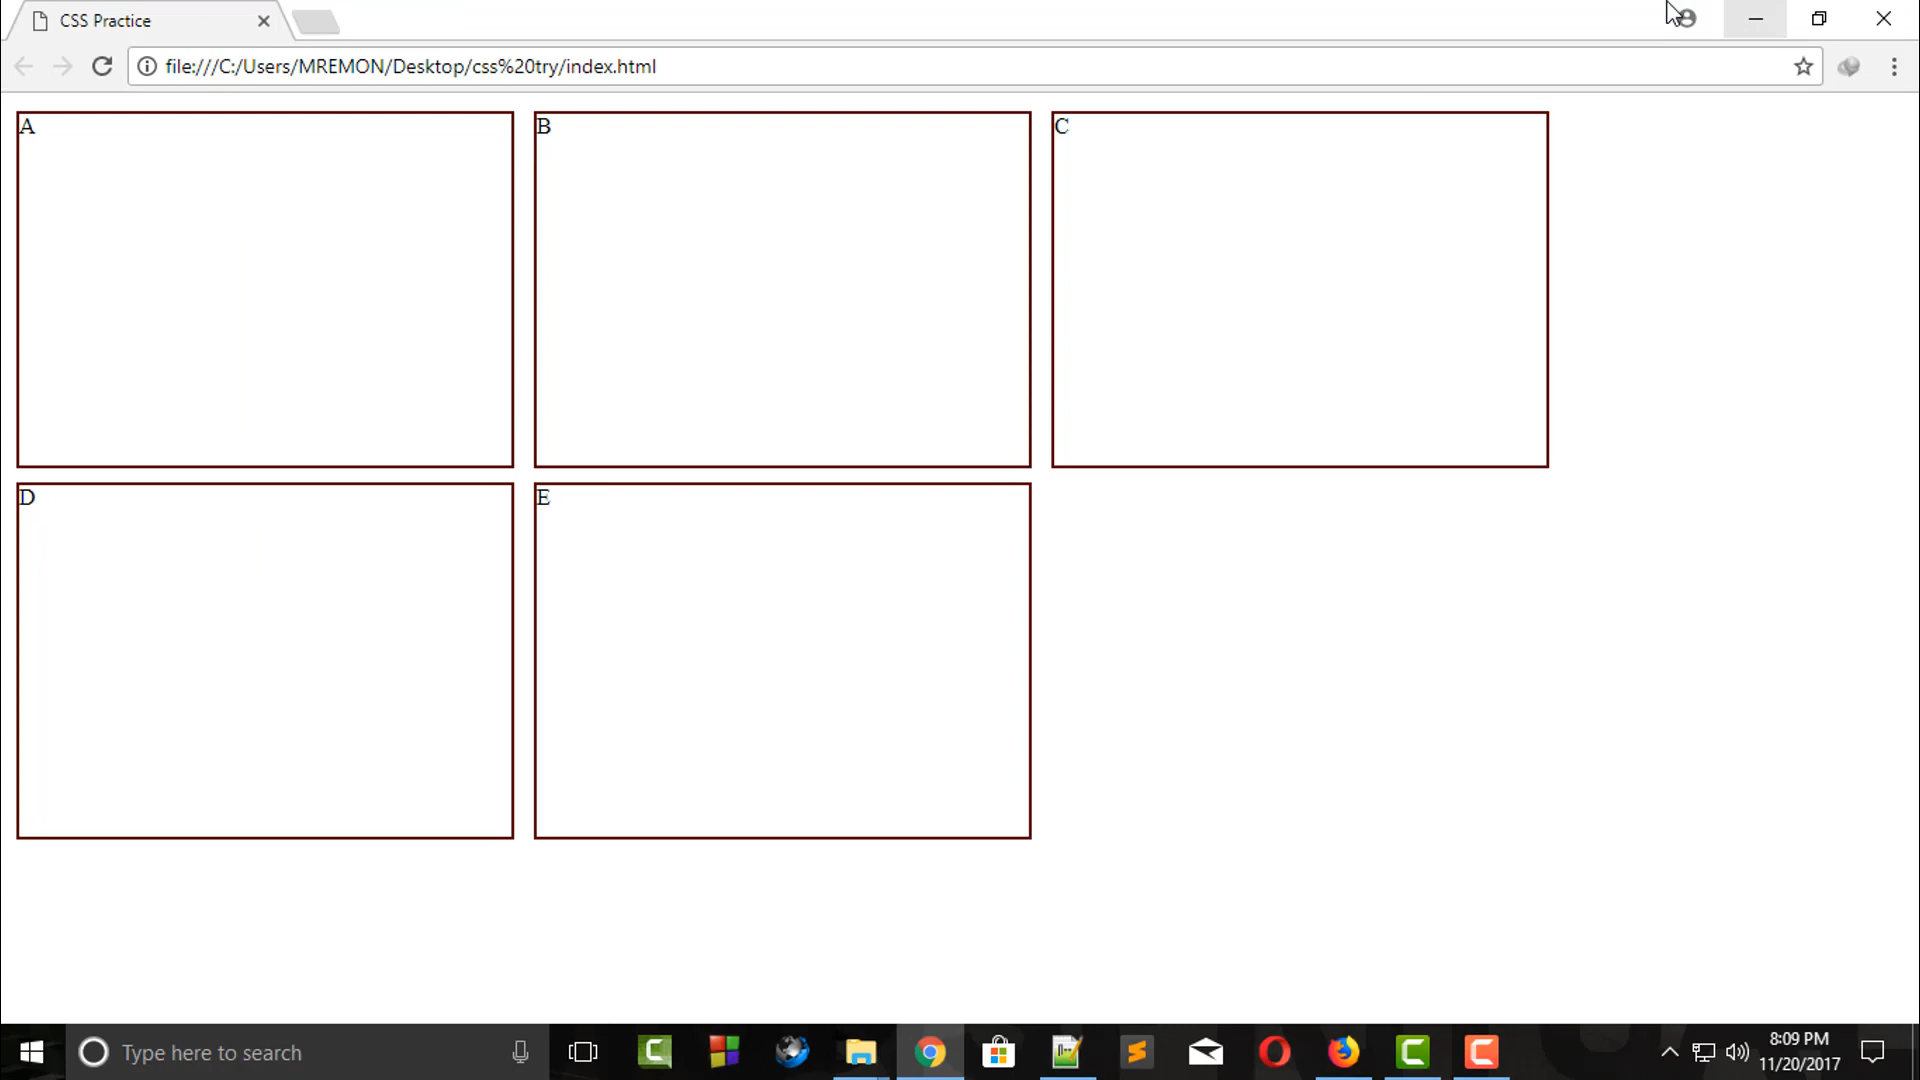 CSS Practice
file:///C:/Users/MREMON/Desktop/css%20try/index.html
A
B
C
D
E
Type here to search
8:09 PM
11/20/2017